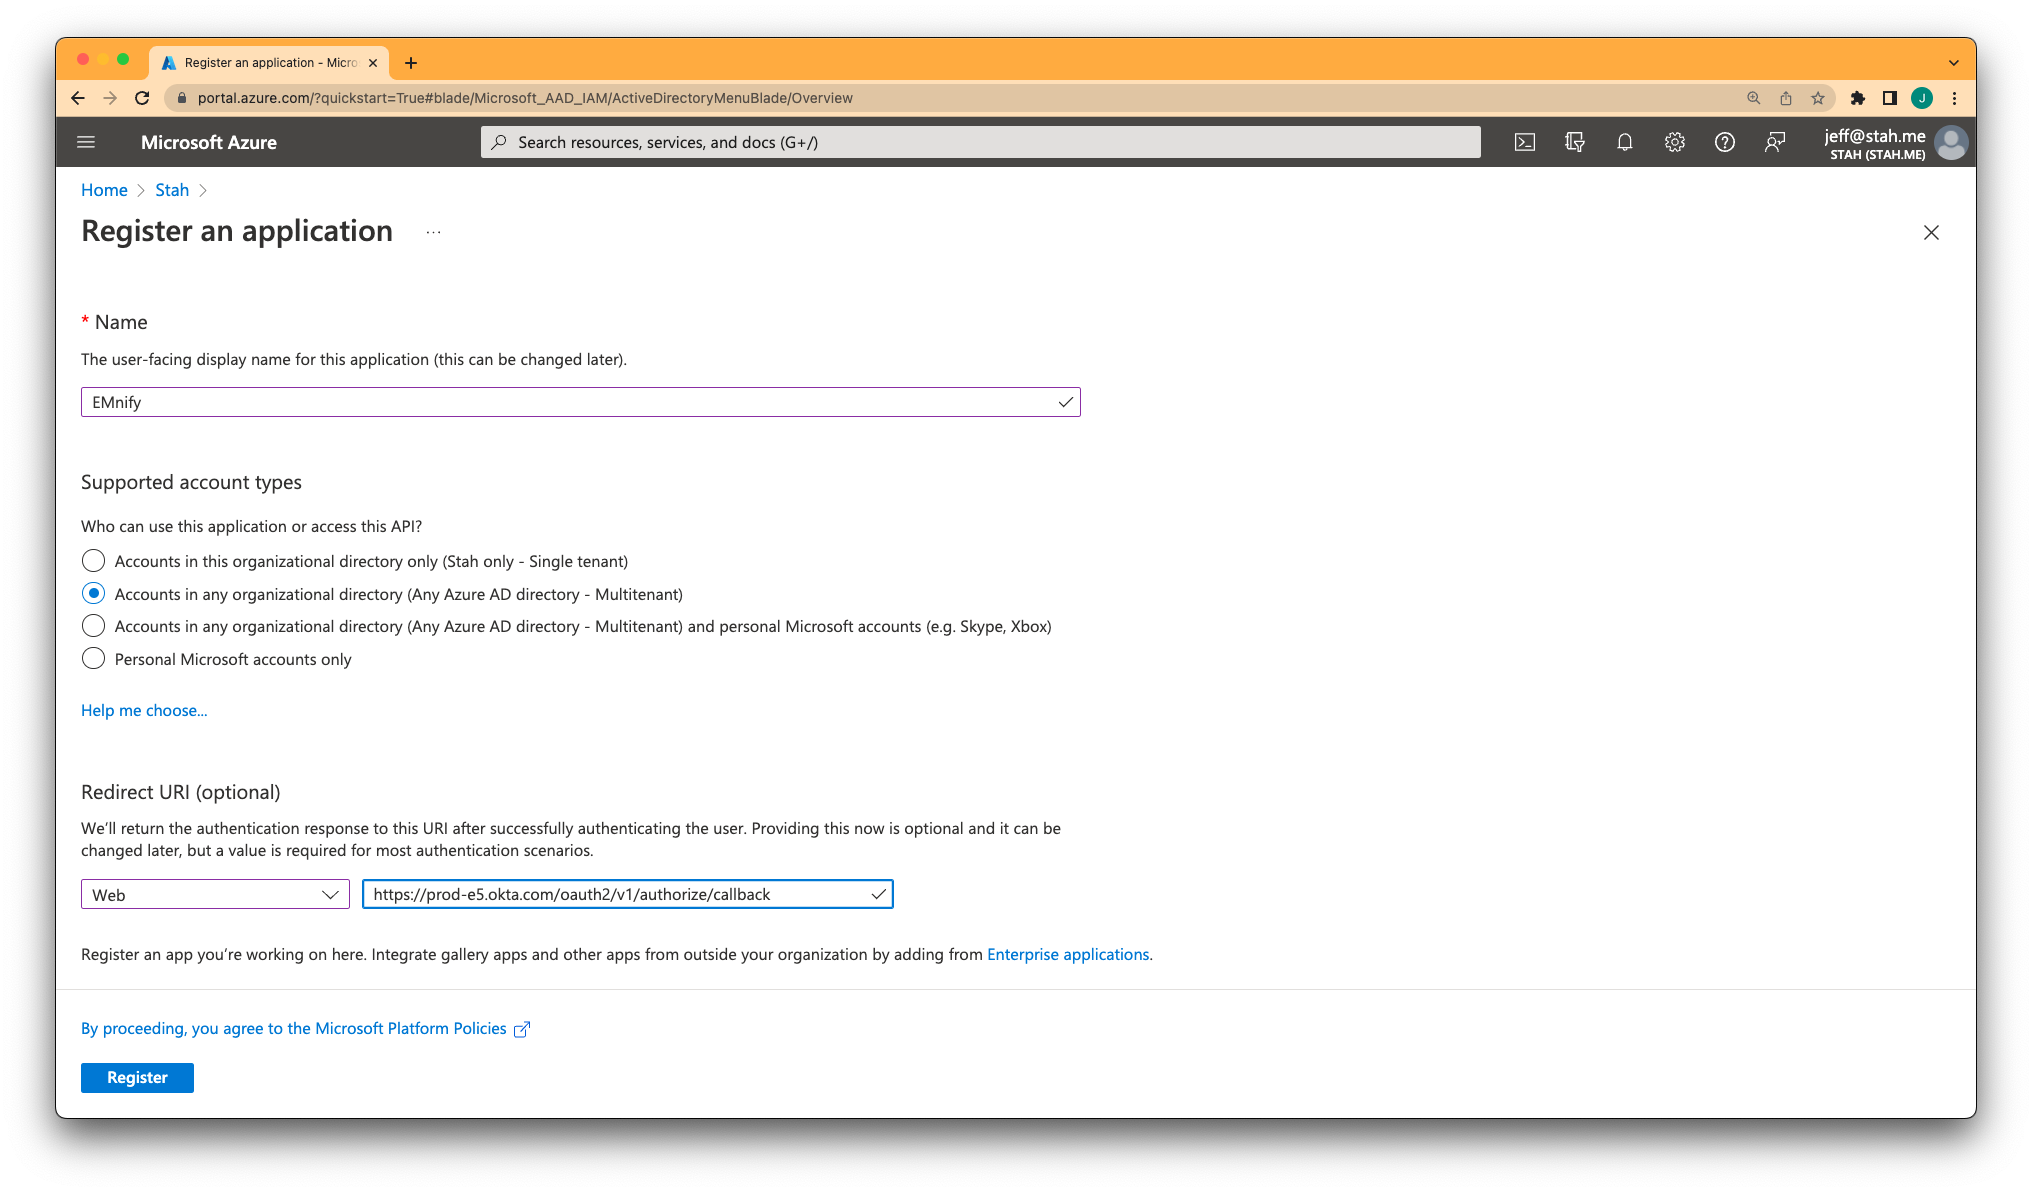 Register an application - Micro
portal.azure.com/?quickstart=True#blade/Microsoft_AAD_IAM/ActiveDirectoryMenuBlade/Overview
J
Microsoft Azure
Search resources, services, and docs (G+/)
jeff@stah.me
STAH (STAH.ME)
Home > Stah >
Register an application ...
* Name
The user-facing display name for this application (this can be changed later).
EMnify
Supported account types
Who can use this application or access this API?
Accounts in this organizational directory only (Stah only - Single tenant)
Accounts in any organizational directory (Any Azure AD directory - Multitenant)
Accounts in any organizational directory (Any Azure AD directory - Multitenant) and personal Microsoft accounts (e.g. Skype, Xbox)
Personal Microsoft accounts only
Help me choose...
Redirect URI (optional)
We'll return the authentication response to this URI after successfully authenticating the user. Providing this now is optional and it can be
changed later, but a value is required for most authentication scenarios.
Web
https://prod-e5.okta.com/oauth2/v1/authorize/callback
Register an app you're working on here. Integrate gallery apps and other apps from outside your organization by adding from Enterprise applications.
By proceeding, you agree to the Microsoft Platform Policies
Register